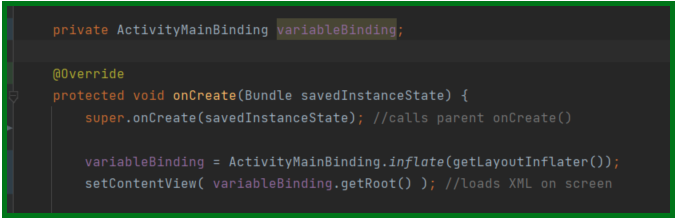 private ActivityMainBinding variableBinding;
@Override
protected void onCreate(Bundle savedInstanceState) {
super.onCreate(savedInstanceState); //calls parent onCreate()
variableBinding = ActivityMainBinding.inflate(getLayoutInflater());
setContentView( variableBinding.getRoot() ); //loads XML on screen